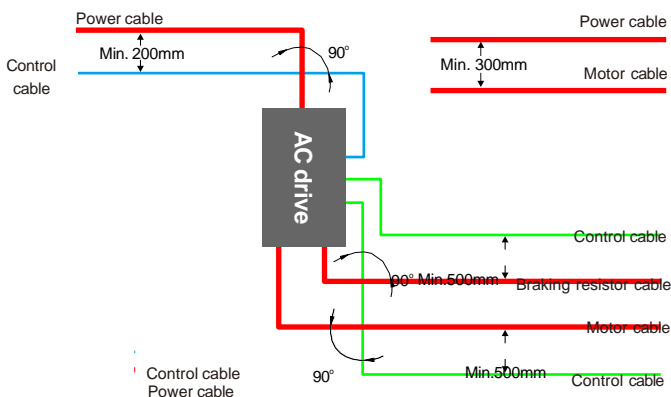 Power cable
Min. 200mm
Control
cable
90°
Power cable
Min. 300mm
Motor cable
AC drive
Control cable
90° Min.500mm
Braking resistor cable
Motor cable
90°
Min.500mm
Control cable
Control cable
Power cable